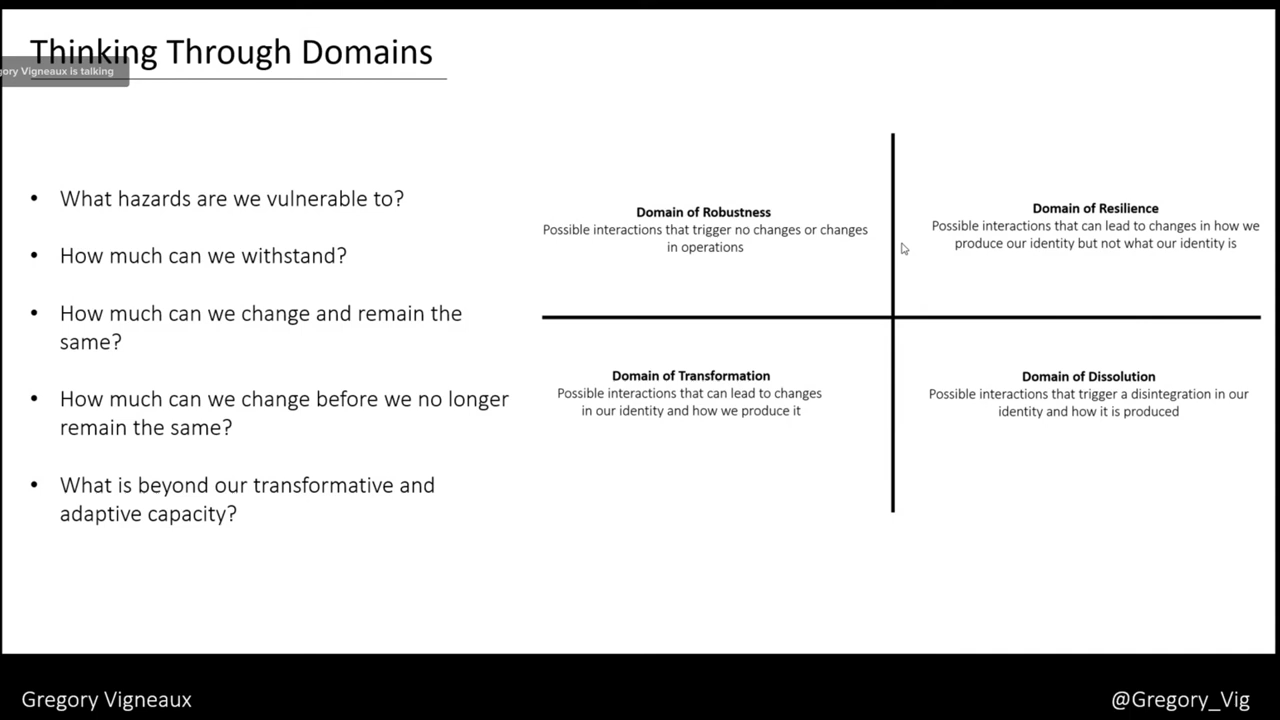 Thinking Through Domains
gory Vigneaux is talking
• What hazards are we vulnerable to?
• How much can we withstand?
• How much can we change and remain the
same?
• How much can we change before we no longer
remain the same?
• What is beyond our transformative and
adaptive capacity?
Domain of Robustness
Possible interactions that trigger no changes or changes
in operations
Domain of Resilience
Possible interactions that can lead to changes in how we
produce our identity but not what our identity is
Domain of Transformation
Possible interactions that can lead to changes
in our identity and how we produce it
Domain of Dissolution
Possible interactions that trigger a disintegration in our
identity and how it is produced
Gregory Vigneaux
@Gregory_Vig